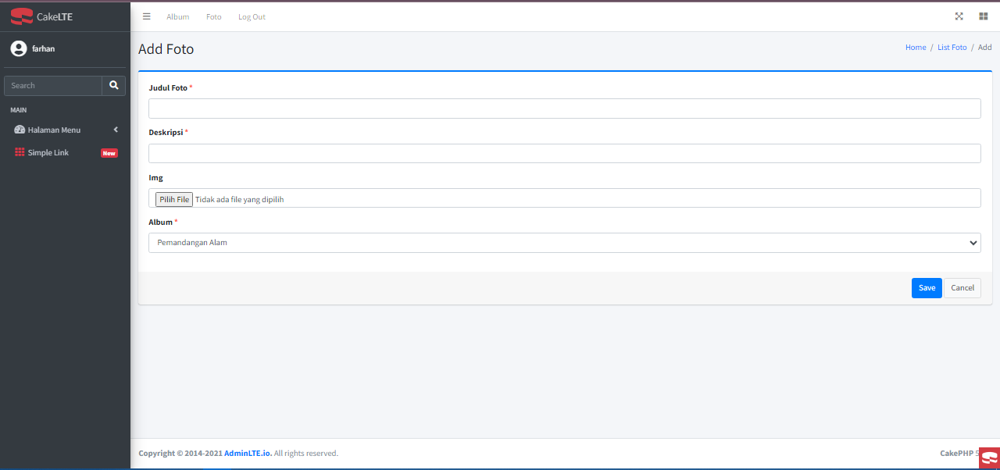 CakeLTE
Album Foto Log Out
farhan
Add Foto
Home / List Foto / Add
Search
MAIN
Halaman Menu
Simple Link New
Judul Foto *
Deskripsi *
Img
Pilih File Tidak ada file yang dipilih
Album *
Pemandangan Alam
Save Cancel
Copyright © 2014-2021 AdminLTE.io. All rights reserved.
CakePHP 5